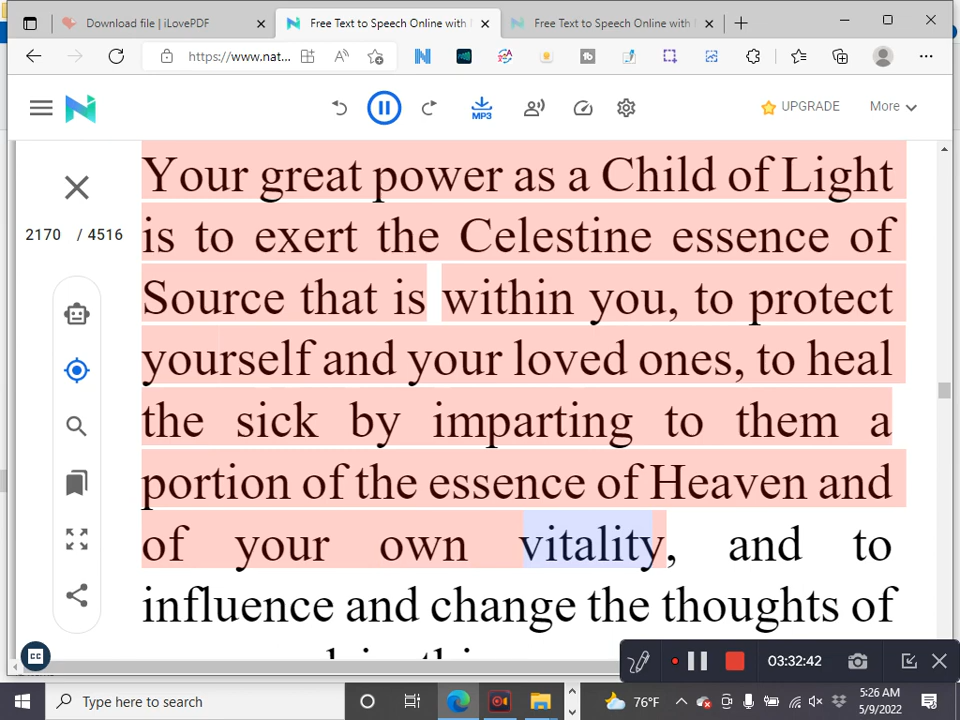 Download file | iLovePDF
Free Text to Speech Online with
Free Text to Speech Online with
https://www.nat...
MP3
UPGRADE
More
2170 / 4516
Your great power as a Child of Light
is to exert the Celestine essence of
Source that is within you, to protect
yourself and your loved ones, to heal
the sick by imparting to them a
portion of the essence of Heaven and
of your own vitality, and to
influence and change the thoughts of
CC
03:32:42
Type here to search
76°F
5:26 AM
5/9/2022